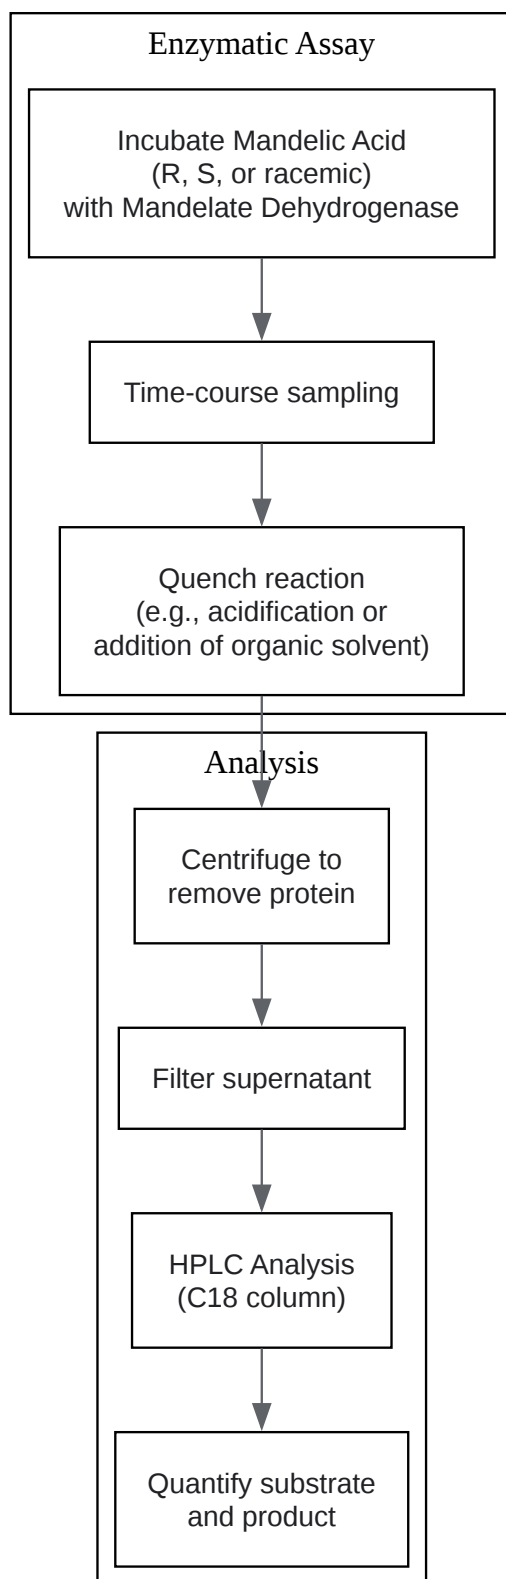 Enzymatic Assay
Incubate Mandelic Acid
(R, S, or racemic)
with Mandelate Dehydrogenase
Time-course sampling
Quench reaction
(e.g., acidification or
addition of organic solvent)
Analysis
Centrifuge to
remove protein
Filter supernatant
HPLC Analysis
(C18 column)
Quantify substrate
and product